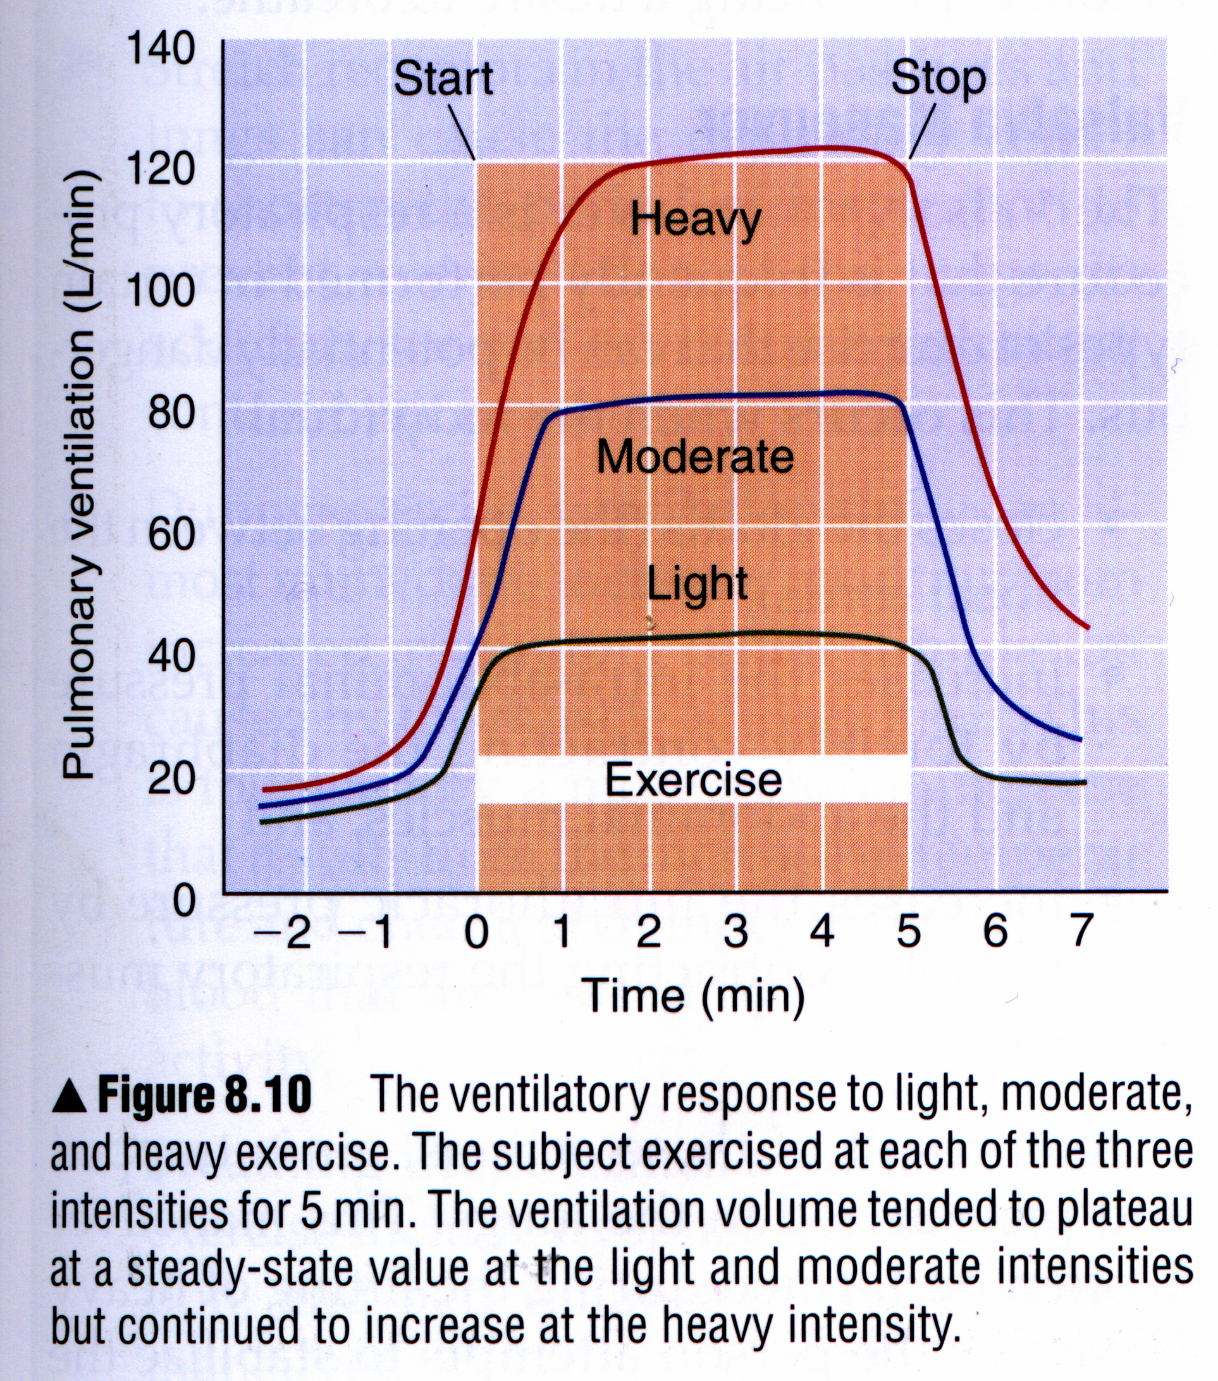 140
Start
Stop
120
Heavy
100
80
Moderate
60
Light
40
20
Exercise
0
Pulmonary ventilation (L/min)
−2 −1 0 1 2 3 4 5 6 7
Time (min)
▲ Figure 8.10 The ventilatory response to light, moderate,
and heavy exercise. The subject exercised at each of the three
intensities for 5 min. The ventilation volume tended to plateau
at a steady-state value at the light and moderate intensities
but continued to increase at the heavy intensity.